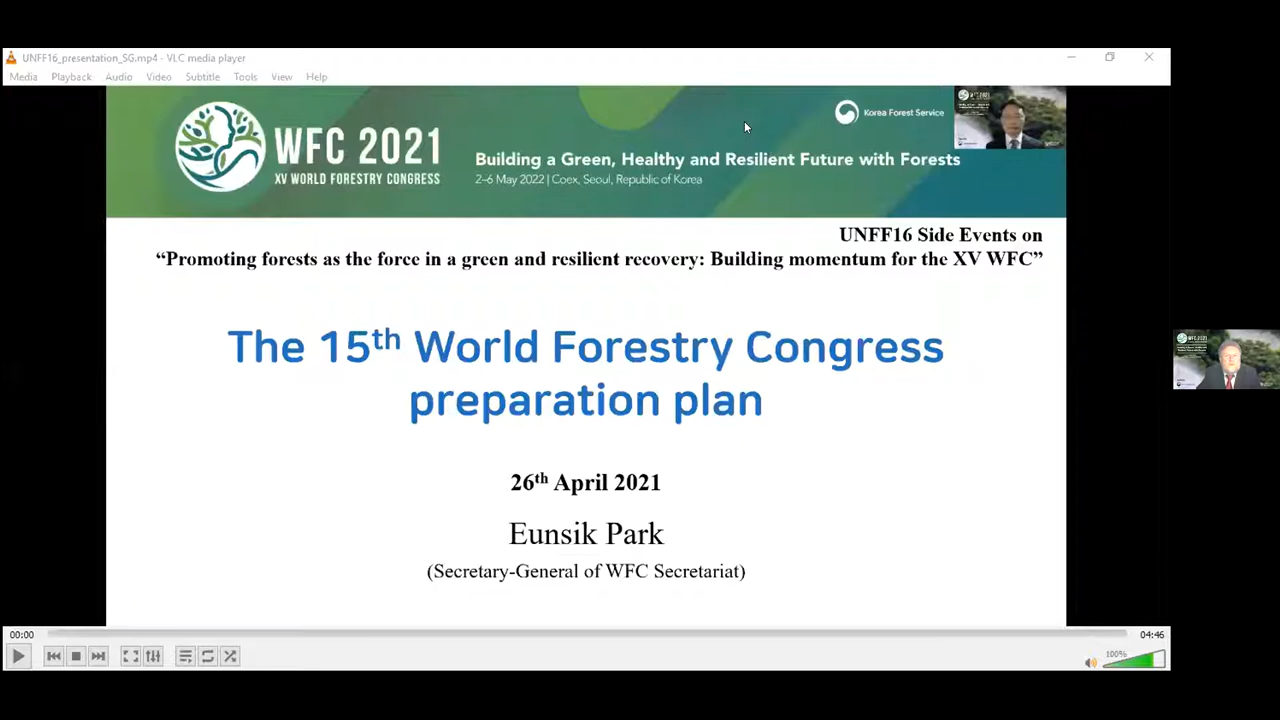 UNFF16_presentation_SG.mp4 - VLC media player
Media Playback Audio Video Subtitle Tools View Help
WFC 2021
XV WORLD FORESTRY CONGRESS
Building a Green, Healthy and Resilient Future with Forests
2–6 May 2022 | Coex, Seoul, Republic of Korea
Korea Forest Service
UNFF16 Side Events on
“Promoting forests as the force in a green and resilient recovery: Building momentum for the XV WFC”
The 15th World Forestry Congress
preparation plan
26th April 2021
Eunsik Park
(Secretary-General of WFC Secretariat)
00:00
04:46
100%
WFC 2021